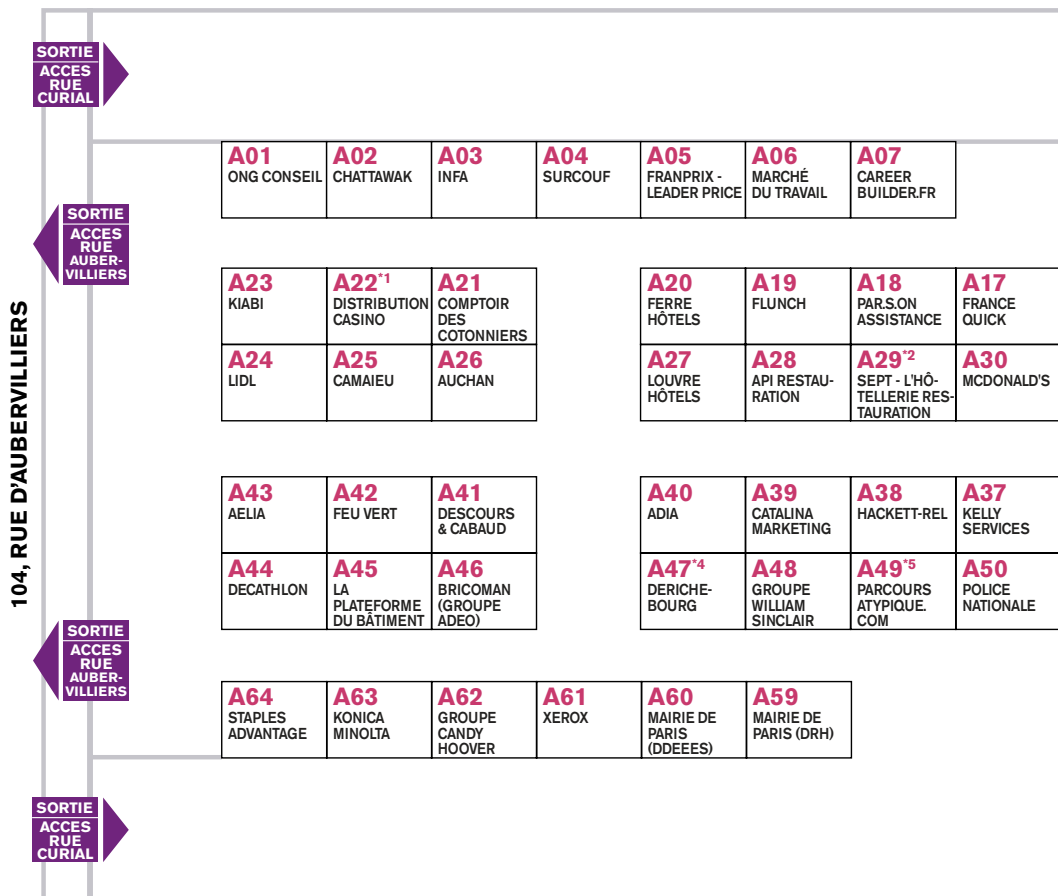 SORTIE
ACCES
RUE
CURIAL
A01
ONG CONSEIL
A02
CHATTAWAK
A03
INFA
A04
SURCOUF
A05
FRANPRIX -
LEADER PRICE
A06
MARCHÉ
DU TRAVAIL
A07
CAREER
BUILDER.FR
SORTIE
ACCES
RUE
AUBER-
VILLIERS
A23
KIABI
A22*1
DISTRIBUTION
CASINO
A21
COMPTOIR
DES
COTONNIERS
A20
FERRE
HÔTELS
A19
FLUNCH
A18
PAR.S.ON
ASSISTANCE
A17
FRANCE
QUICK
A24
LIDL
A25
CAMAIEU
A26
AUCHAN
A27
LOUVRE
HÔTELS
A28
API RESTAU-
RATION
A29*2
SEPT - L'HÔ-
TELLERIE RES-
TAURATION
A30
MCDONALD'S
104, RUE D'AUBERVILLIERS
A43
AELIA
A42
FEU VERT
A41
DESCOURS
& CABAUD
A40
ADIA
A39
CATALINA
MARKETING
A38
HACKETT-REL
A37
KELLY
SERVICES
A44
DECATHLON
A45
LA
PLATEFORME
DU BÂTIMENT
A46
BRICOMAN
(GROUPE
ADEO)
A47*4
DERICHE-
BOURG
A48
GROUPE
WILLIAM
SINCLAIR
A49*5
PARCOURS
ATYPIQUE.
COM
A50
POLICE
NATIONALE
SORTIE
ACCES
RUE
AUBER-
VILLIERS
A64
STAPLES
ADVANTAGE
A63
KONICA
MINOLTA
A62
GROUPE
CANDY
HOOVER
A61
XEROX
A60
MAIRIE DE
PARIS
(DDEEES)
A59
MAIRIE DE
PARIS (DRH)
SORTIE
ACCES
RUE
CURIAL